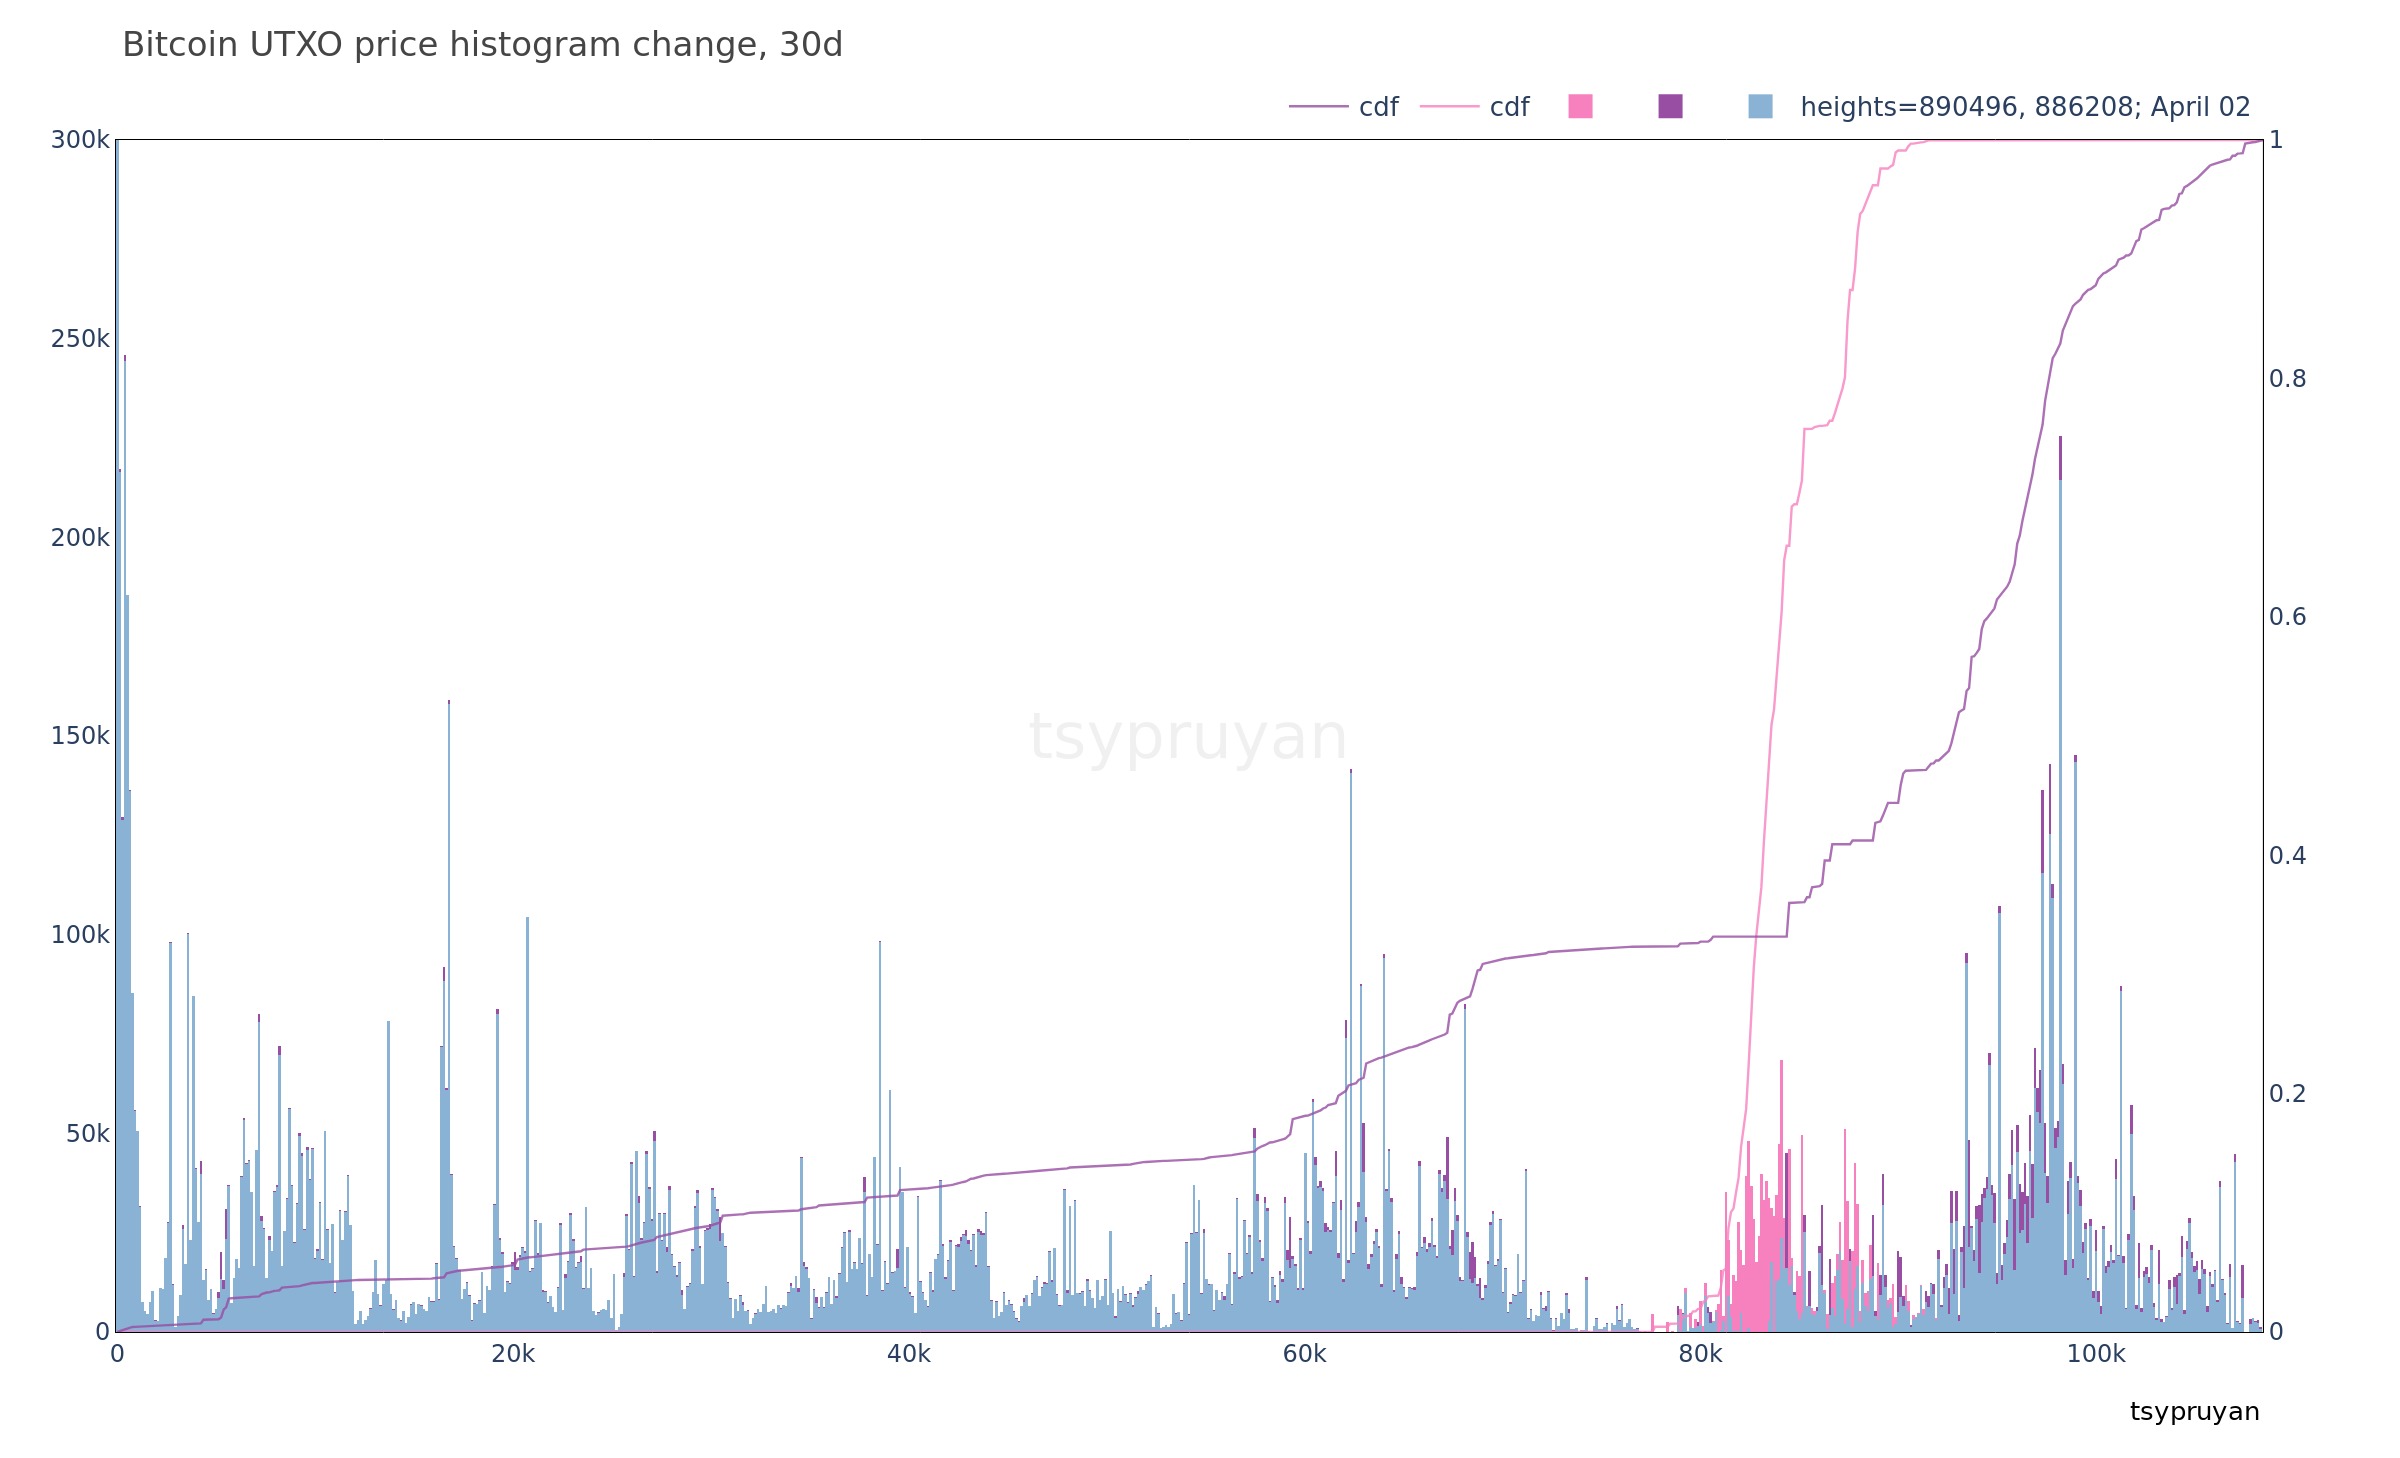 Bitcoin UTXO price histogram change, 30d
cdf cdf heights=890496, 886208; April 02
300k 1
250k
0.8
200k
0.6
150k
tsypruyan
100k
0.4
50k
0.2
0 0
0 20k 40k 60k 80k 100k
tsypruyan